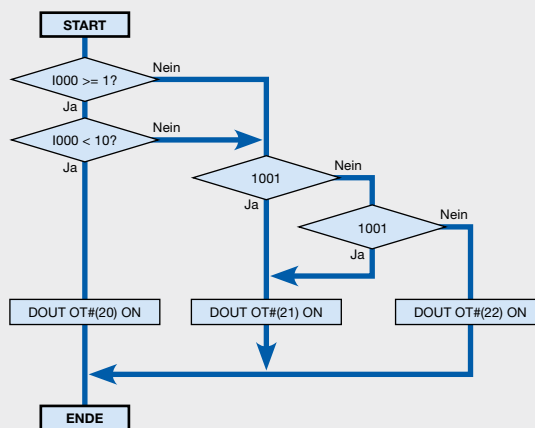 START
I000 >= 1?
Nein
Ja
I000 < 10?
Nein
Ja
1001
Nein
Ja
1001
Nein
Ja
DOUT OT#(20) ON
DOUT OT#(21) ON
DOUT OT#(22) ON
ENDE